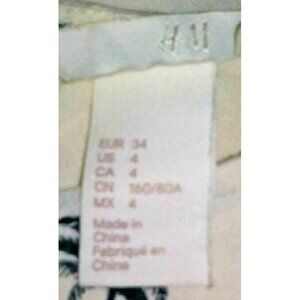 H M
EUR 34
US 4
CA 4
CN 160/80A
MX 4
Made in
China
Fabriqué en
Chine